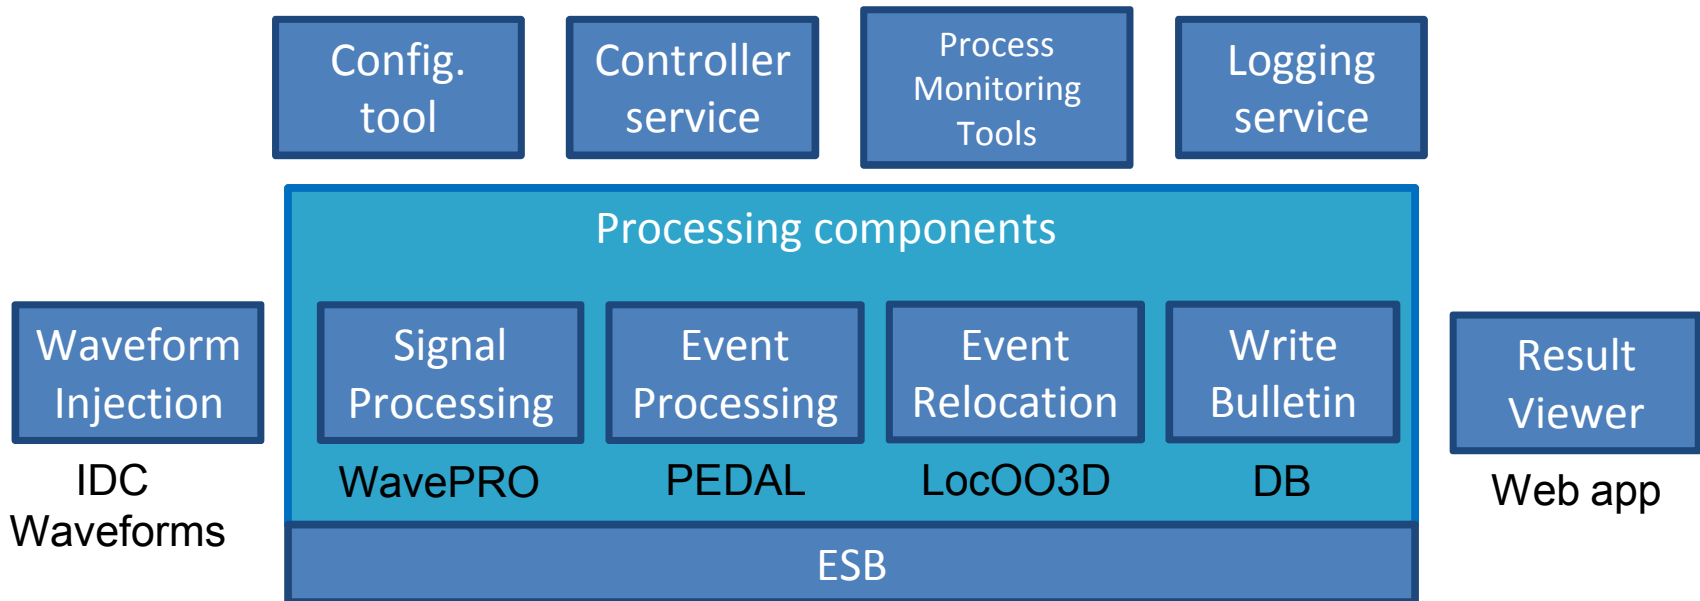 Config.
tool
Controller
service
Process
Monitoring
Tools
Logging
service
Processing components
Waveform
Injection
Signal
Processing
Event
Processing
Event
Relocation
Write
Bulletin
Result
Viewer
IDC
Waveforms
WavePRO
PEDAL
LocOO3D
DB
Web app
ESB